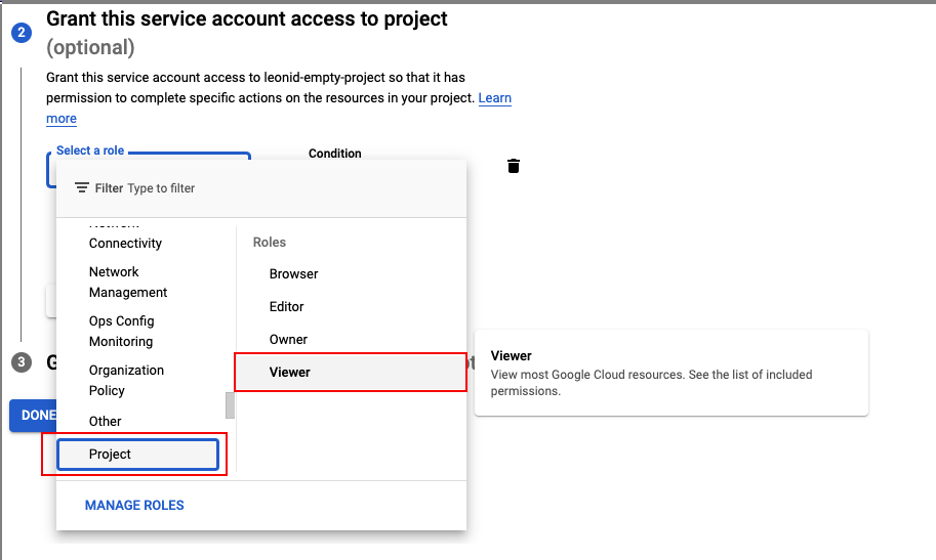 2
Grant this service account access to project
(optional)
Grant this service account access to leonid-empty-project so that it has
permission to complete specific actions on the resources in your project. Learn
more
Select a role
Condition
Filter Type to filter
Network
Connectivity
Network
Management
Ops Config
Monitoring
Organization
Policy
Other
Project
Roles
Browser
Editor
Owner
Viewer
Viewer
View most Google Cloud resources. See the list of included
permissions.
3
G
DONE
MANAGE ROLES